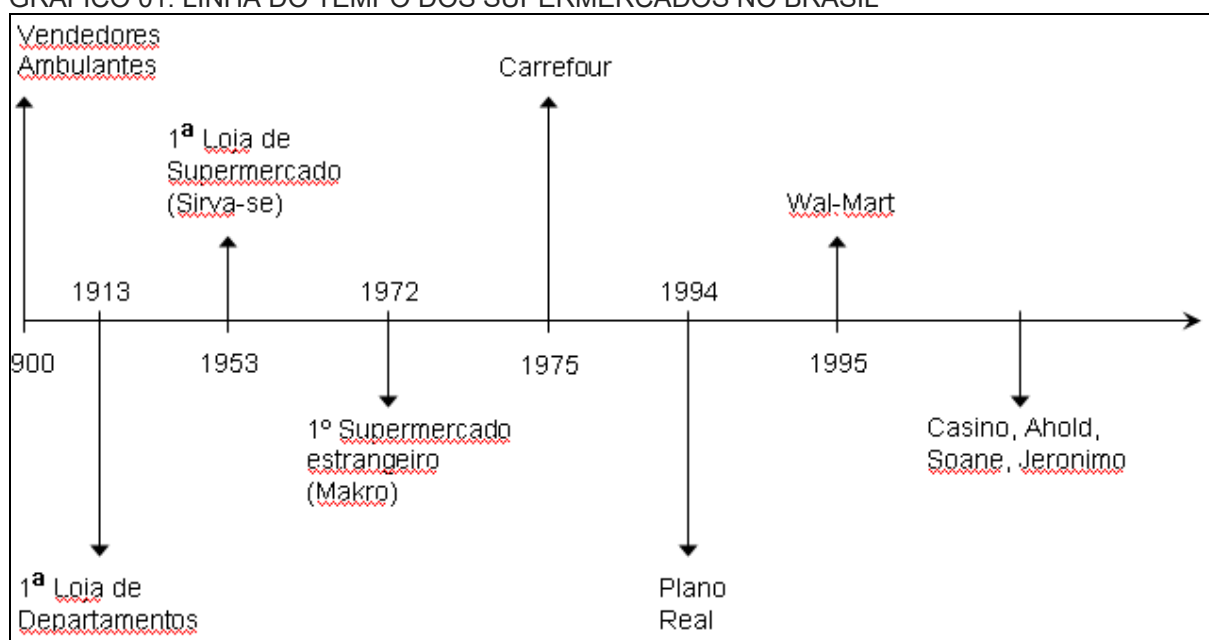 GRÁFICO 01: LINHA DO TEMPO DOS SUPERMERCADOS NO BRASIL
Vendedores
Ambulantes
Carrefour
1ª Loja de
Supermercado
(Sirva-se)
Wal-Mart
1913
1972
1994
900
1953
1975
1995
1º Supermercado
estrangeiro
(Makro)
Casino, Ahold,
Soane, Jeronimo
1ª Loja de
Departamentos
Plano
Real